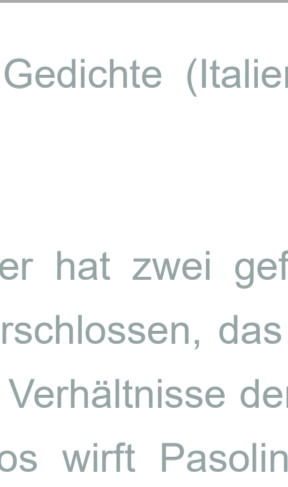 Gedichte (Italien
er hat zwei gef
rschlossen, das
Verhältnisse der
os wirft Pasolin